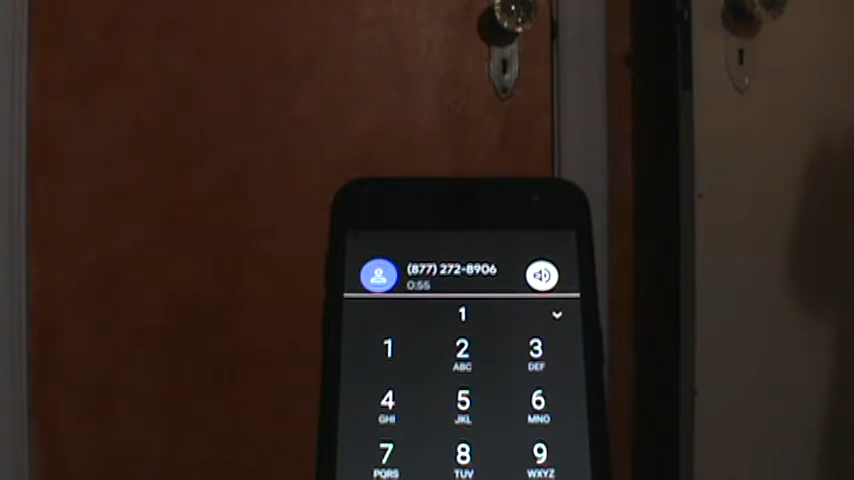 (877) 272-8906
0:55
1
1 2 3
ABC DEF
4 5 6
GHI JKL MNO
7 8 9
PQRS TUV WXYZ